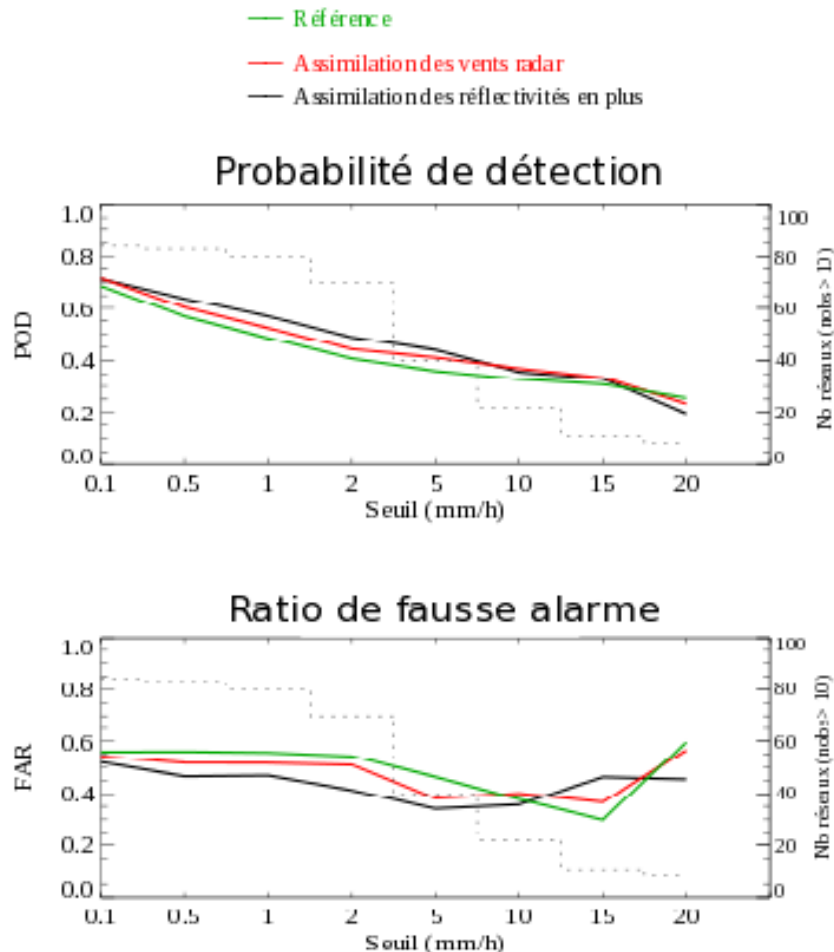 Référence
Assimilation des vents radar
Assimilation des réflectivités en plus
Probabilité de détection
1.0
0.8
0.6
0.4
0.2
0.0
POD
100
80
60
40
20
0
Nb réseaux (nobs > 10)
0.1 0.5 1 2 5 10 15 20
Seuil (mm/h)
Ratio de fausse alarme
1.0
0.8
0.6
0.4
0.2
0.0
FAR
100
80
60
40
20
0
Nb réseaux (nobs > 10)
0.1 0.5 1 2 5 10 15 20
Seuil (mm/h)